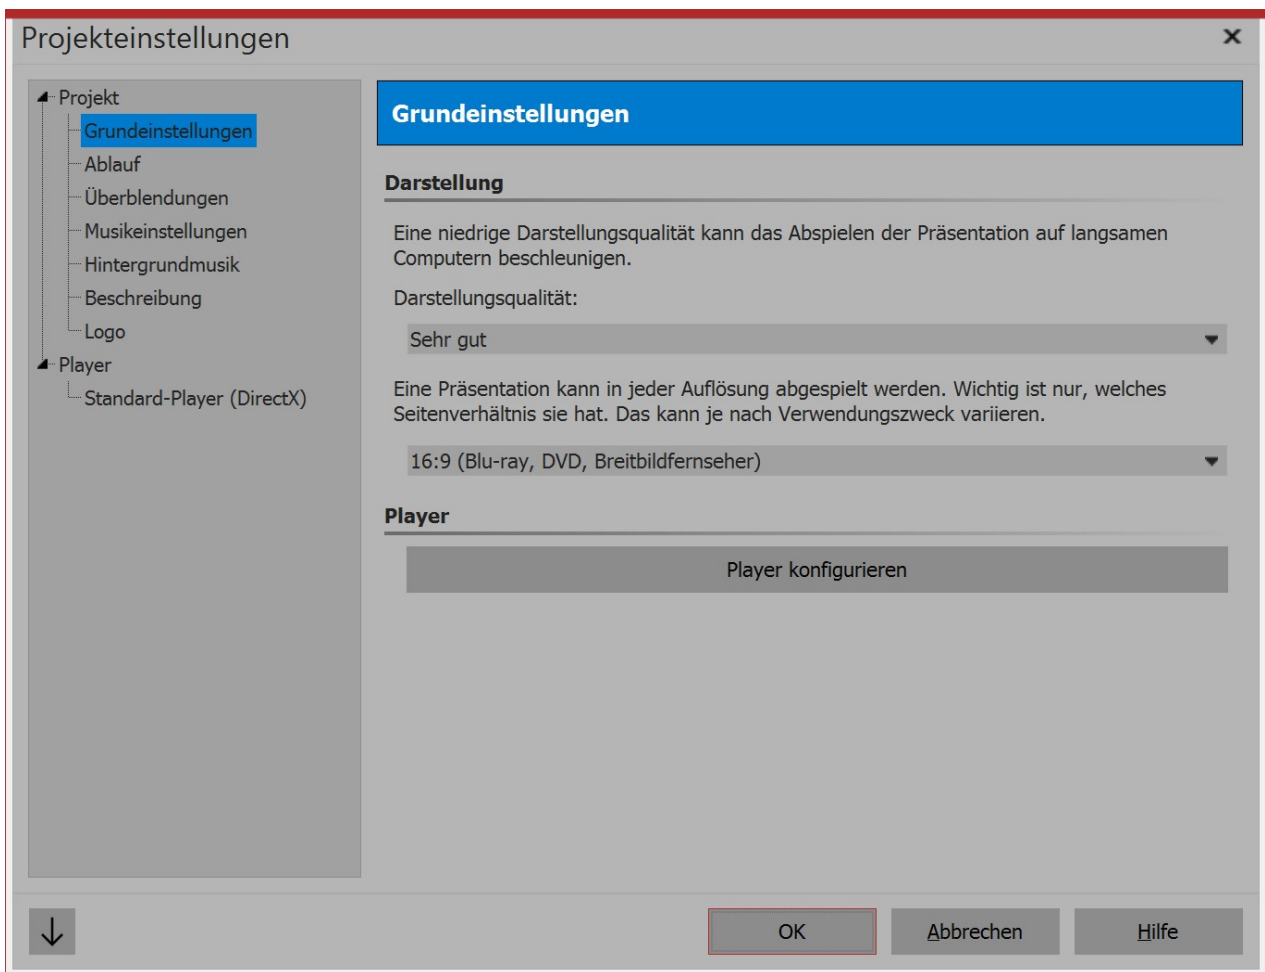 Projekteinstellungen
Projekt
Grundeinstellungen
Ablauf
Überblendungen
Musikeinstellungen
Hintergrundmusik
Beschreibung
Logo
Player
Standard-Player (DirectX)
Grundeinstellungen
Darstellung
Eine niedrige Darstellungsqualität kann das Abspielen der Präsentation auf langsamen
Computern beschleunigen.
Darstellungsqualität:
Sehr gut
Eine Präsentation kann in jeder Auflösung abgespielt werden. Wichtig ist nur, welches
Seitenverhältnis sie hat. Das kann je nach Verwendungszweck variieren.
16:9 (Blu-ray, DVD, Breitbildfernseher)
Player
Player konfigurieren
OK
Abbrechen
Hilfe